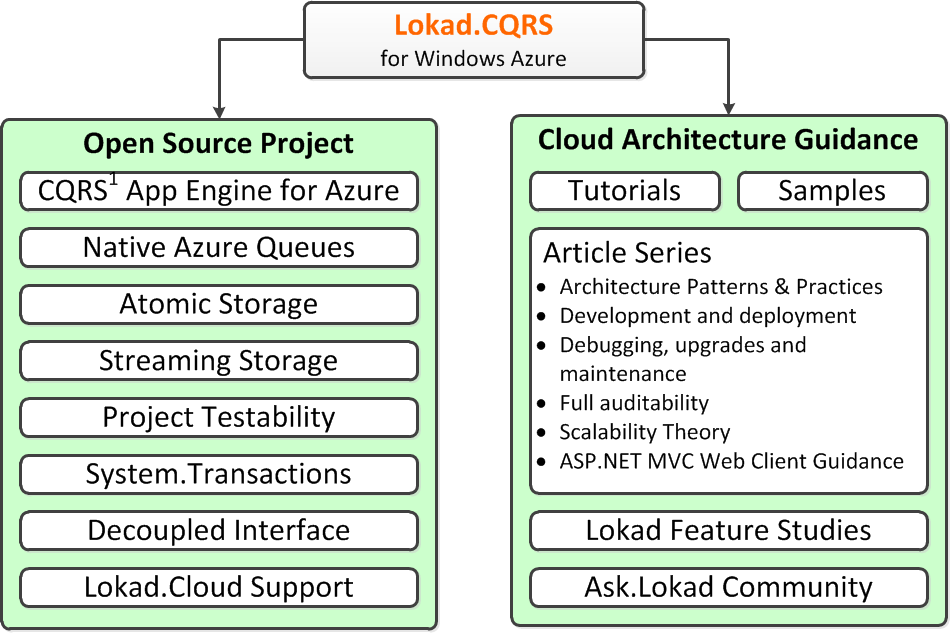 Lokad.CQRS
for Windows Azure
Open Source Project
CQRS¹ App Engine for Azure
Native Azure Queues
Atomic Storage
Streaming Storage
Project Testability
System.Transactions
Decoupled Interface
Lokad.Cloud Support
Cloud Architecture Guidance
Tutorials
Samples
Article Series
• Architecture Patterns & Practices
• Development and deployment
• Debugging, upgrades and
maintenance
• Full auditability
• Scalability Theory
• ASP.NET MVC Web Client Guidance
Lokad Feature Studies
Ask.Lokad Community